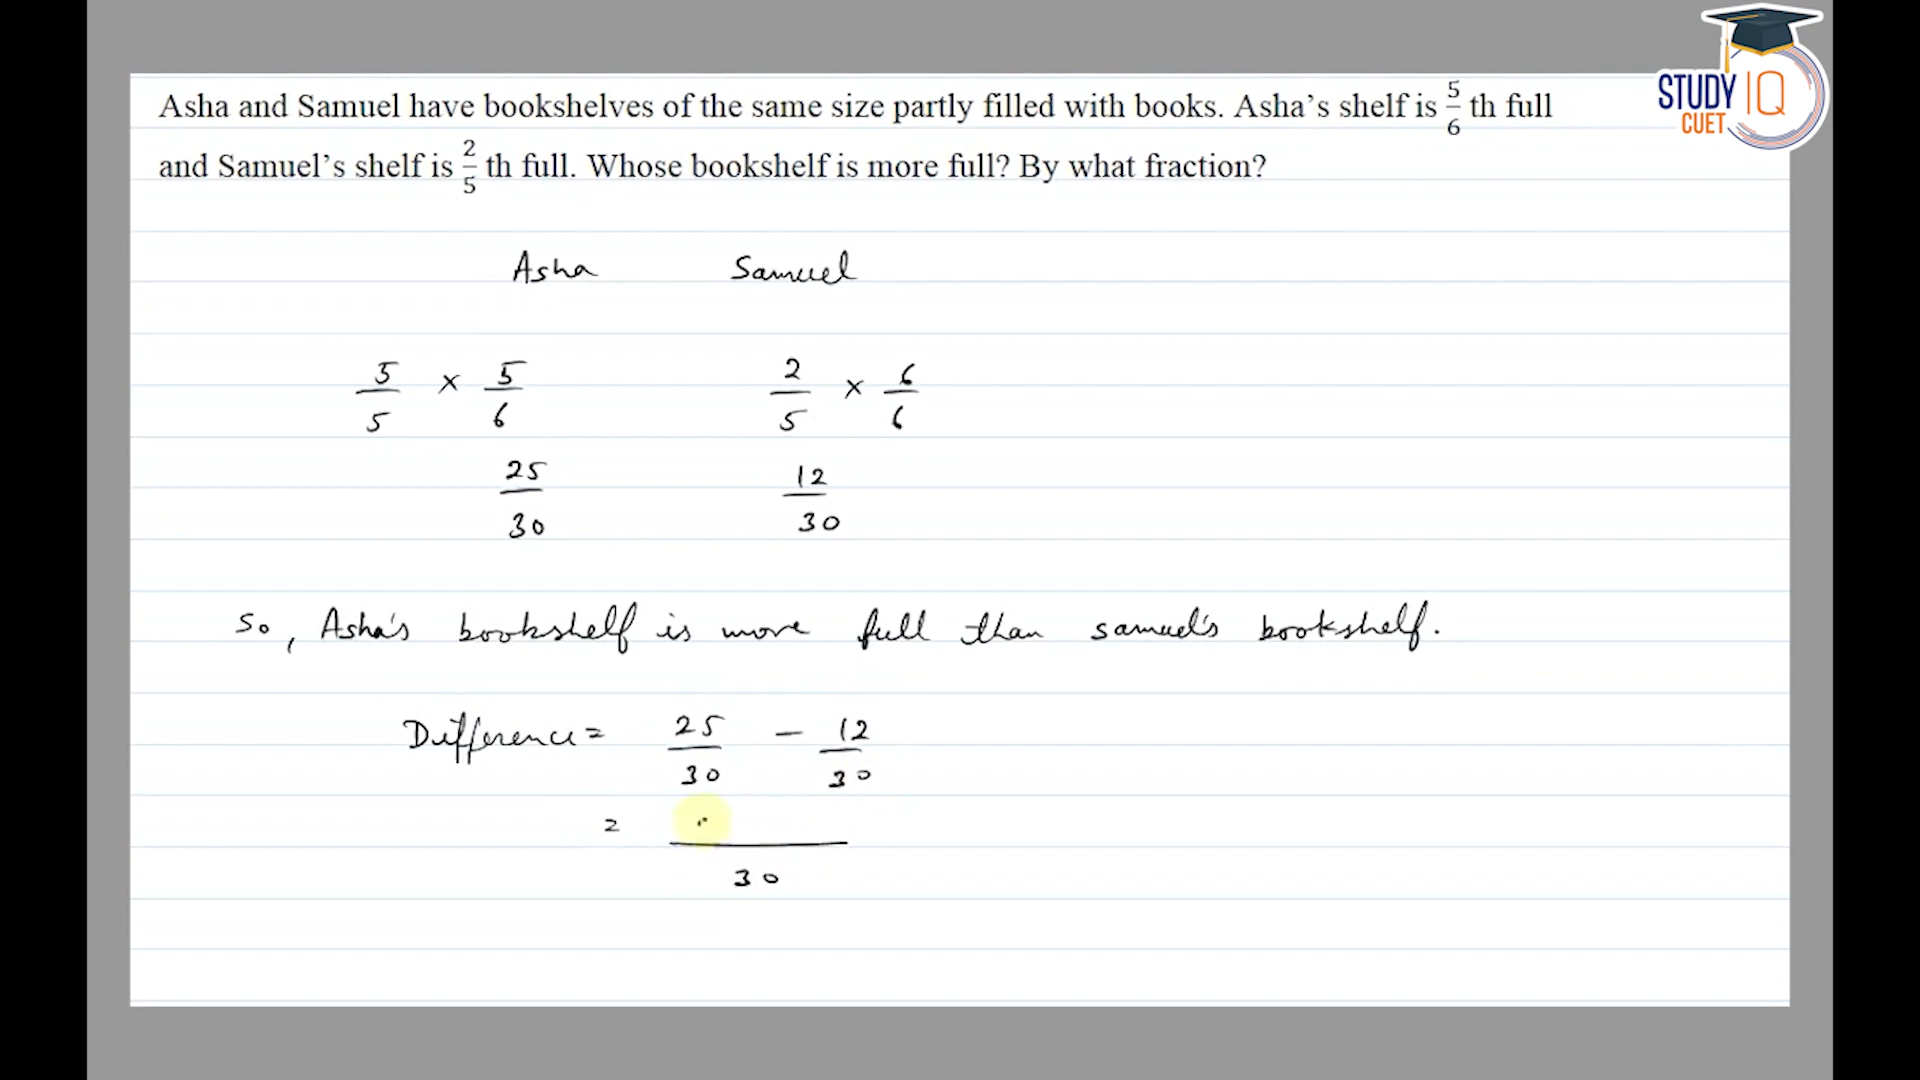 STUDY IQ
CUET
Asha and Samuel have bookshelves of the same size partly filled with books. Asha's shelf is 5/6 th full
and Samuel's shelf is 2/5 th full. Whose bookshelf is more full? By what fraction?
Asha Samuel
5/5 × 5/6 2/5 × 6/6
25/30 12/30
So, Asha's bookshelf is more full than samuel's bookshelf.
Difference = 25/30 - 12/30
= /30